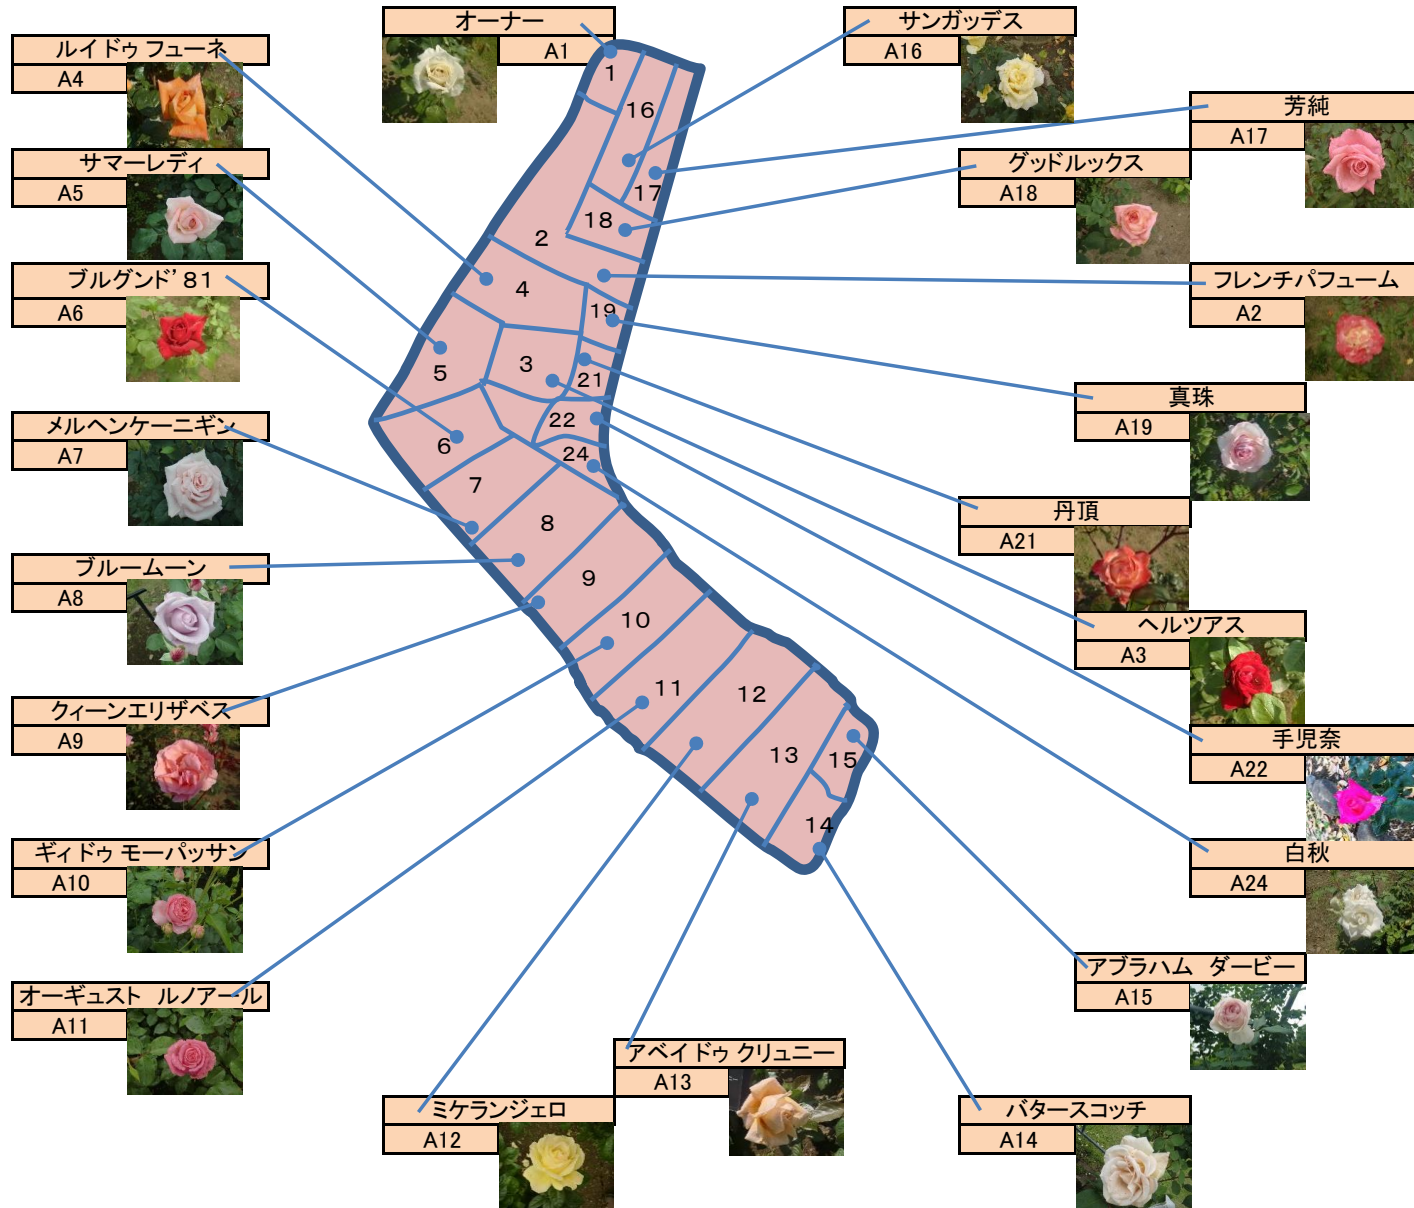 オーナー
A1
サンガッデス
A16
ルイドゥ フューネ
A4
芳純
A17
サマーレディ
A5
グッドルックス
A18
ブルグンド’81
A6
フレンチパフューム
A2
真珠
A19
メルヘンケーニギン
A7
丹頂
A21
ブルームーン
A8
ヘルツアス
A3
クィーンエリザベス
A9
手児奈
A22
ギィドゥ モーパッサン
A10
白秋
A24
オーギュスト　ルノアール
A11
アブラハム　ダービー
A15
アベイドゥ クリュニー
A13
ミケランジェロ
A12
バタースコッチ
A14
1
16
17
18
2
4
19
3
21
5
22
6
24
7
8
9
10
11
12
13
15
14